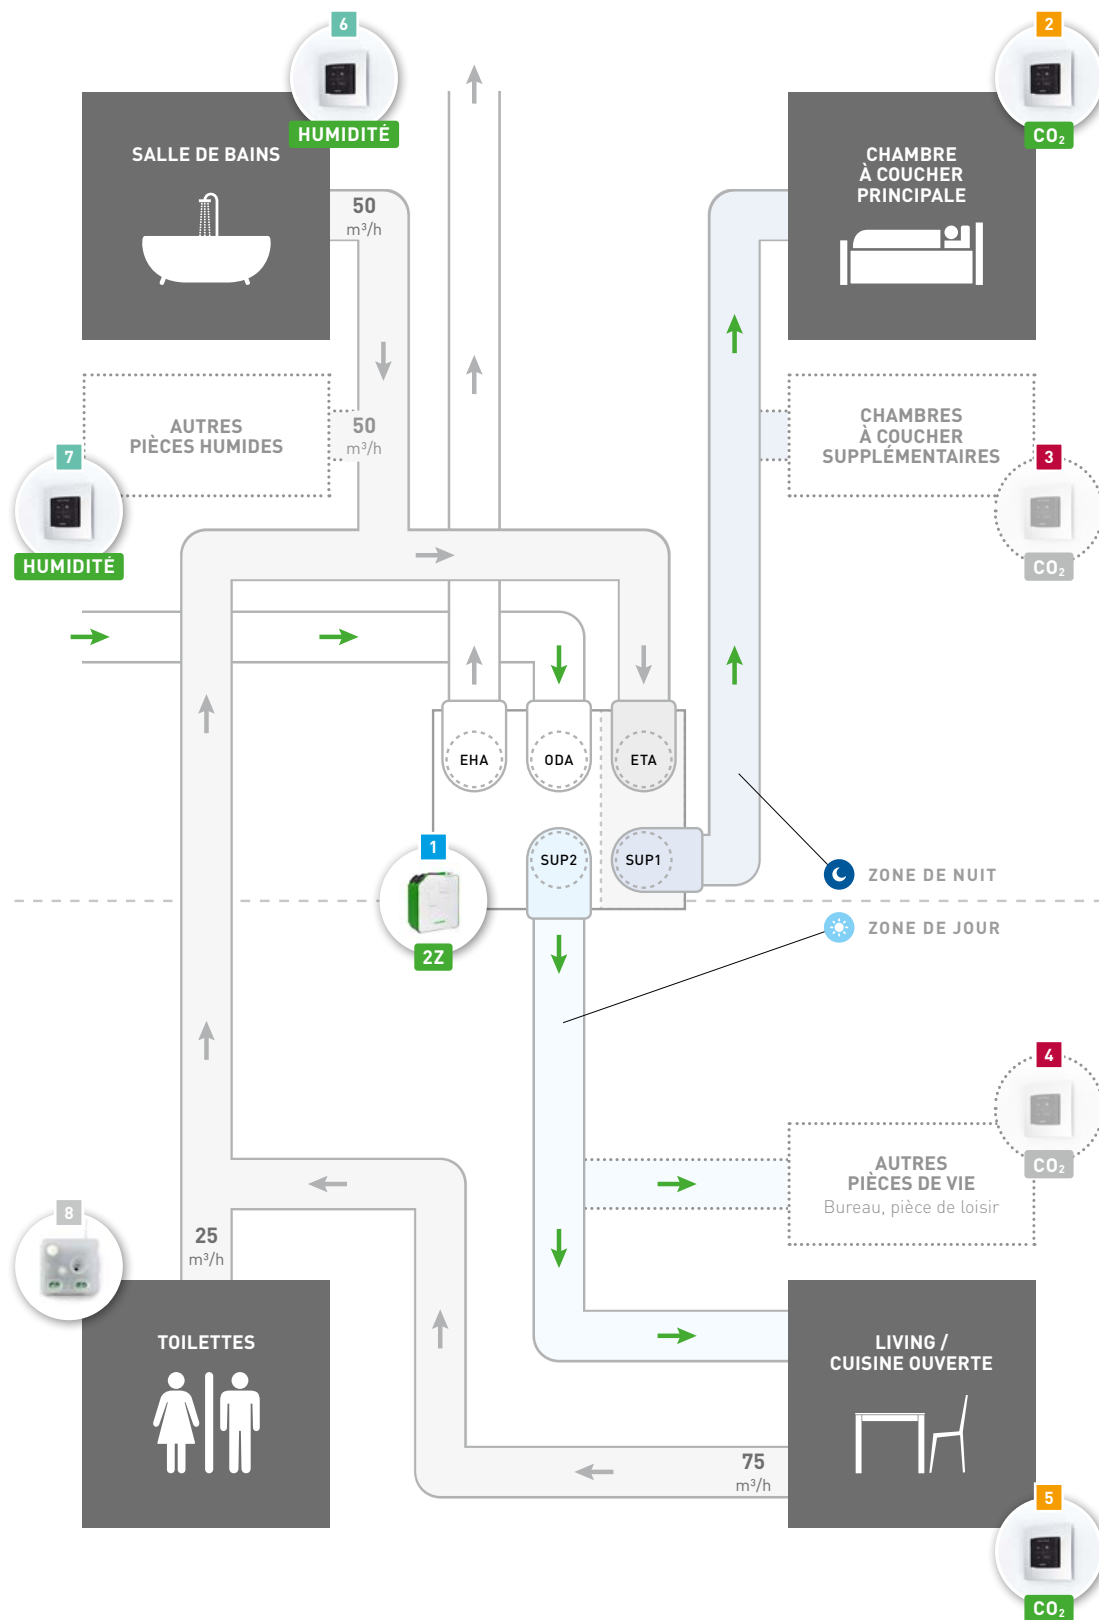 6
HUMIDITÉ
SALLE DE BAINS
50
m³/h
2
CO₂
CHAMBRE
À COUCHER
PRINCIPALE
AUTRES
PIÈCES HUMIDES
50
m³/h
7
HUMIDITÉ
CHAMBRES
À COUCHER
SUPPLÉMENTAIRES
3
CO₂
EHA
ODA
ETA
SUP2
SUP1
1
2Z
ZONE DE NUIT
ZONE DE JOUR
4
CO₂
AUTRES
PIÈCES DE VIE
Bureau, pièce de loisir
8
25
m³/h
TOILETTES
LIVING /
CUISINE OUVERTE
75
m³/h
5
CO₂